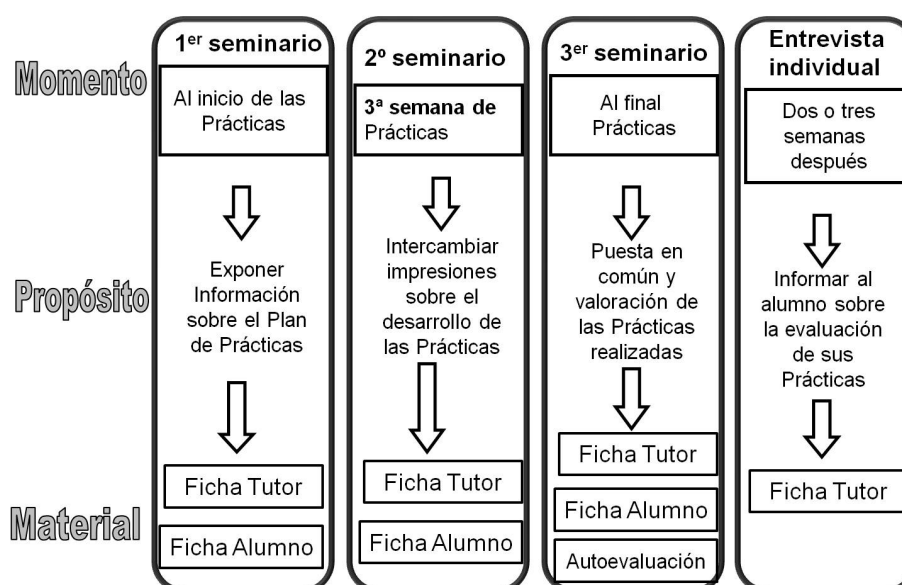 Momento
1er seminario
Al inicio de las
Prácticas
2º seminario
3ª semana de
Prácticas
3er seminario
Al final
Prácticas
Entrevista
individual
Dos o tres
semanas
después
Propósito
Exponer
Información
sobre el Plan
de Prácticas
Intercambiar
impresiones
sobre el
desarrollo de
las Prácticas
Puesta en
común y
valoración de
las Prácticas
realizadas
Informar al
alumno sobre
la evaluación
de sus
Prácticas
Material
Ficha Tutor
Ficha Alumno
Ficha Tutor
Ficha Alumno
Ficha Tutor
Ficha Alumno
Autoevaluación
Ficha Tutor